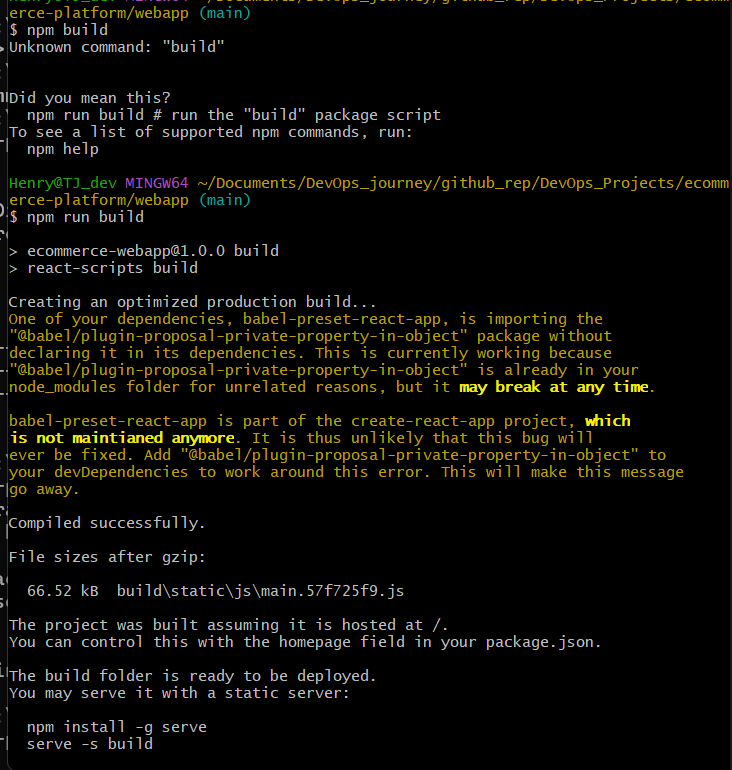 Henry@TJ_dev MINGW64 ~/Documents/DevOps_journey/github_rep/DevOps_Projects/ecomm
erce-platform/webapp (main)
$ npm build
Unknown command: "build"
Did you mean this?
npm run build # run the "build" package script
To see a list of supported npm commands, run:
npm help
Henry@TJ_dev MINGW64 ~/Documents/DevOps_journey/github_rep/DevOps_Projects/ecomm
erce-platform/webapp (main)
$ npm run build
> ecommerce-webapp@1.0.0 build
> react-scripts build
Creating an optimized production build...
One of your dependencies, babel-preset-react-app, is importing the
"@babel/plugin-proposal-private-property-in-object" package without
declaring it in its dependencies. This is currently working because
"@babel/plugin-proposal-private-property-in-object" is already in your
node_modules folder for unrelated reasons, but it may break at any time.
babel-preset-react-app is part of the create-react-app project, which
is not maintianed anymore. It is thus unlikely that this bug will
ever be fixed. Add "@babel/plugin-proposal-private-property-in-object" to
your devDependencies to work around this error. This will make this message
go away.
Compiled successfully.
File sizes after gzip:
66.52 kB  build\static\js\main.57f725f9.js
The project was built assuming it is hosted at /.
You can control this with the homepage field in your package.json.
The build folder is ready to be deployed.
You may serve it with a static server:
npm install -g serve
serve -s build